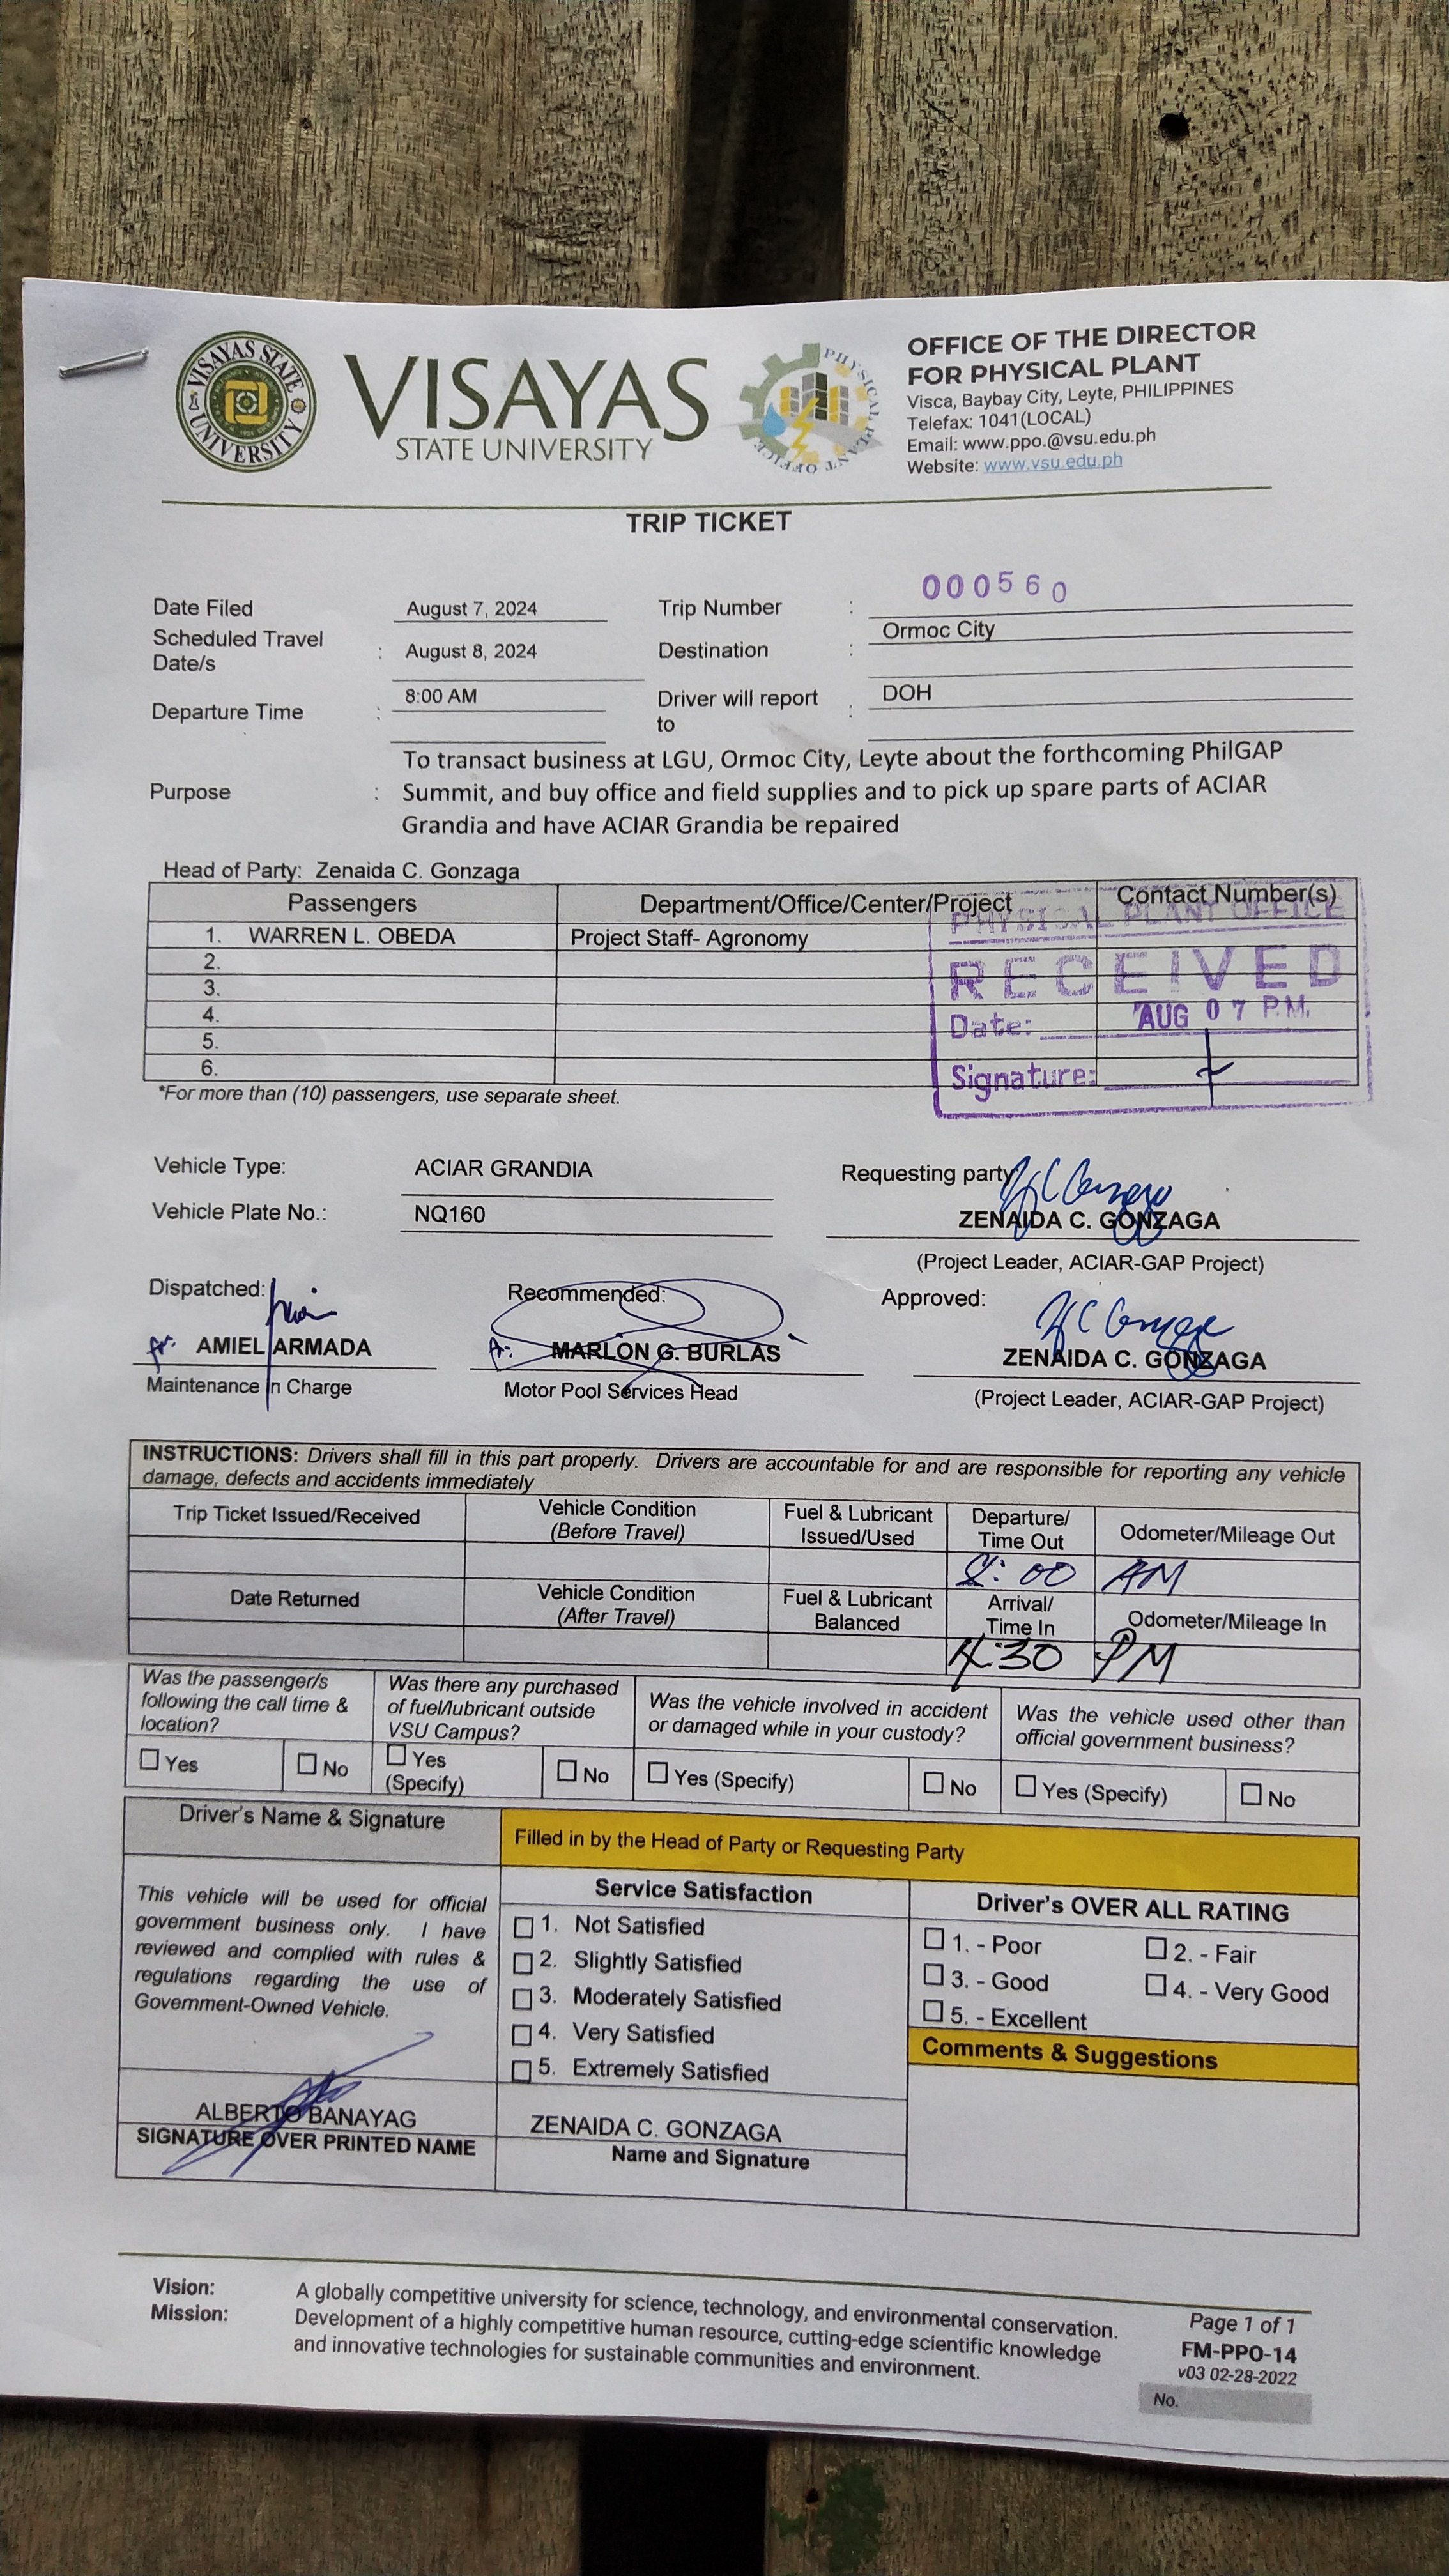 VISAYAS STATE UNIVERSITY
VISAYAS
STATE UNIVERSITY
PHYSICAL PLANT OFFICE
OFFICE OF THE DIRECTOR
FOR PHYSICAL PLANT
Visca, Baybay City, Leyte, PHILIPPINES
Telefax: 1041(LOCAL)
Email: www.ppo.@vsu.edu.ph
Website: www.vsu.edu.ph
TRIP TICKET
Date Filed August 7, 2024 Trip Number : 000560
Scheduled Travel Date/s : August 8, 2024 Destination : Ormoc City
Departure Time : 8:00 AM Driver will report to : DOH
Purpose : To transact business at LGU, Ormoc City, Leyte about the forthcoming PhilGAP
Summit, and buy office and field supplies and to pick up spare parts of ACIAR
Grandia and have ACIAR Grandia be repaired
Head of Party: Zenaida C. Gonzaga
Passengers Department/Office/Center/Project Contact Number(s)
1. WARREN L. OBEDA Project Staff- Agronomy
2.
3.
4.
5.
6.
PHYSICAL PLANT OFFICE
RECEIVED
Date: AUG 07 P.M.
Signature:
*For more than (10) passengers, use separate sheet.
Vehicle Type: ACIAR GRANDIA
Vehicle Plate No.: NQ160
Requesting party
ZENAIDA C. GONZAGA
(Project Leader, ACIAR-GAP Project)
Dispatched: Recommended: Approved:
AMIEL ARMADA MARLON G. BURLAS ZENAIDA C. GONZAGA
Maintenance In Charge Motor Pool Services Head (Project Leader, ACIAR-GAP Project)
INSTRUCTIONS: Drivers shall fill in this part properly. Drivers are accountable for and are responsible for reporting any vehicle
damage, defects and accidents immediately
Trip Ticket Issued/Received Vehicle Condition (Before Travel) Fuel & Lubricant Issued/Used Departure/ Time Out Odometer/Mileage Out
8:00 AM
Date Returned Vehicle Condition (After Travel) Fuel & Lubricant Balanced Arrival/ Time In Odometer/Mileage In
4:30 PM
Was the passenger/s following the call time & location? Was there any purchased of fuel/lubricant outside VSU Campus? Was the vehicle involved in accident or damaged while in your custody? Was the vehicle used other than official government business?
Yes No Yes (Specify) No Yes (Specify) No Yes (Specify) No
Driver's Name & Signature
Filled in by the Head of Party or Requesting Party
This vehicle will be used for official
government business only. I have
reviewed and complied with rules &
regulations regarding the use of
Government-Owned Vehicle.
ALBERTO BANAYAG
SIGNATURE OVER PRINTED NAME
Service Satisfaction
1. Not Satisfied
2. Slightly Satisfied
3. Moderately Satisfied
4. Very Satisfied
5. Extremely Satisfied
ZENAIDA C. GONZAGA
Name and Signature
Driver's OVER ALL RATING
1. - Poor 2. - Fair
3. - Good 4. - Very Good
5. - Excellent
Comments & Suggestions
Vision: A globally competitive university for science, technology, and environmental conservation.
Mission: Development of a highly competitive human resource, cutting-edge scientific knowledge
and innovative technologies for sustainable communities and environment.
Page 1 of 1
FM-PPO-14
v03 02-28-2022
No.